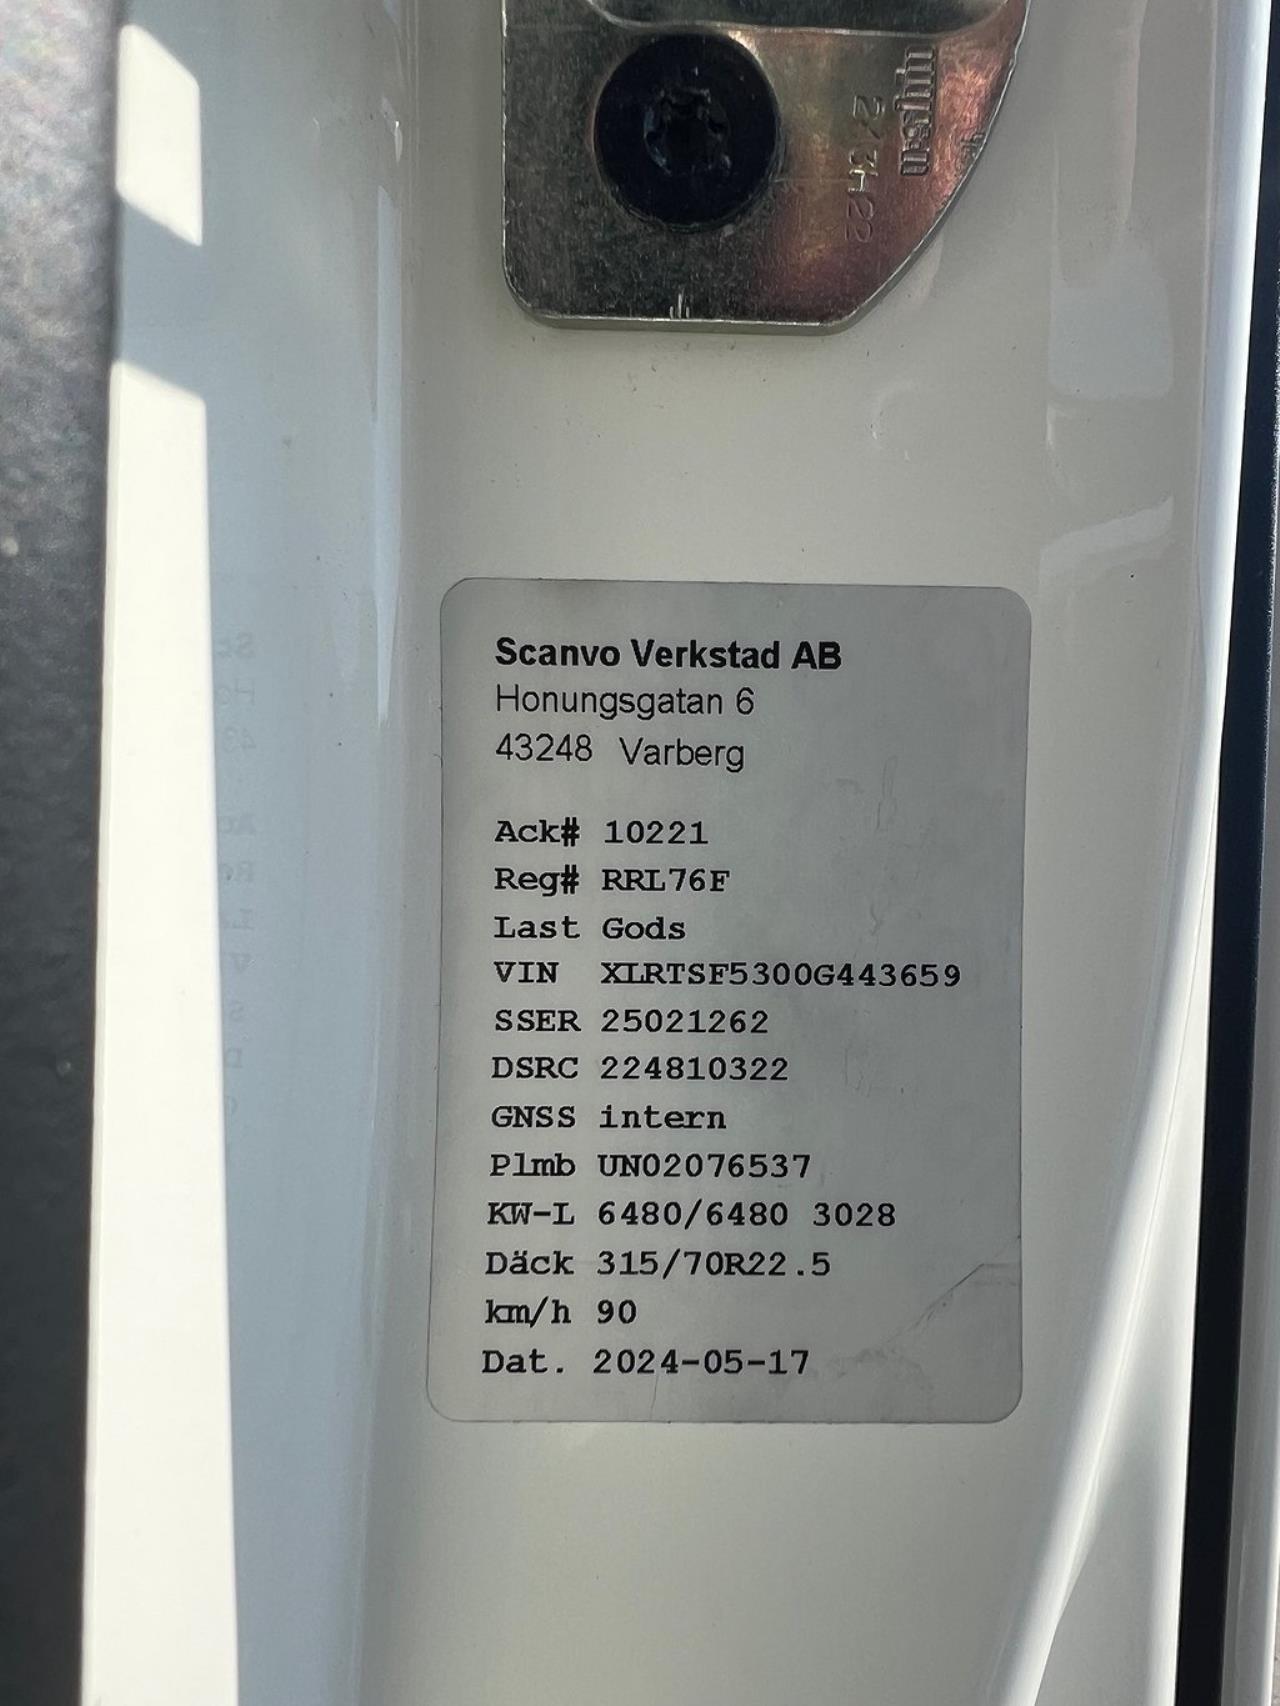 Scanvo Verkstad AB
Honungsgatan 6
43248 Varberg
Ack# 10221
Reg# RRL76F
Last Gods
VIN XLRTSF5300G443659
SSER 25021262
DSRC 224810322
GNSS intern
Plmb UN02076537
KW-L 6480/6480 3028
Däck 315/70R22.5
km/h 90
Dat. 2024-05-17